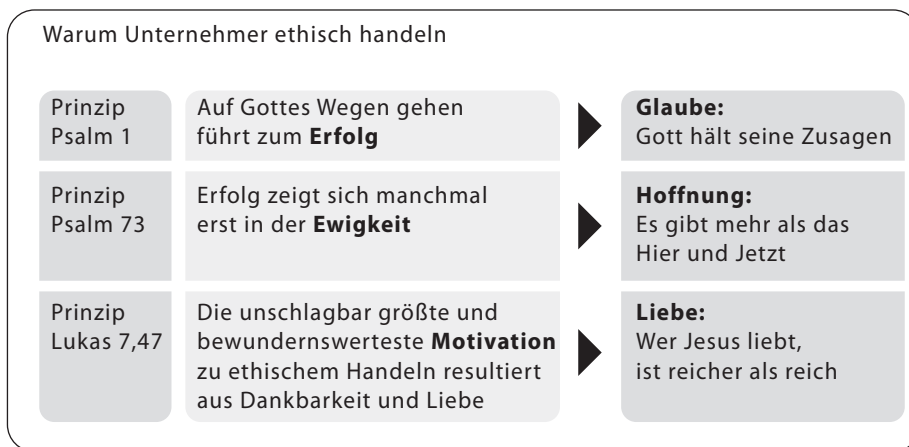 Warum Unternehmer ethisch handeln
Prinzip
Psalm 1
Auf Gottes Wegen gehen
führt zum Erfolg
Glaube:
Gott hält seine Zusagen
Prinzip
Psalm 73
Erfolg zeigt sich manchmal
erst in der Ewigkeit
Hoffnung:
Es gibt mehr als das
Hier und Jetzt
Prinzip
Lukas 7,47
Die unschlagbar größte und
bewundernswerteste Motivation
zu ethischem Handeln resultiert
aus Dankbarkeit und Liebe
Liebe:
Wer Jesus liebt,
ist reicher als reich